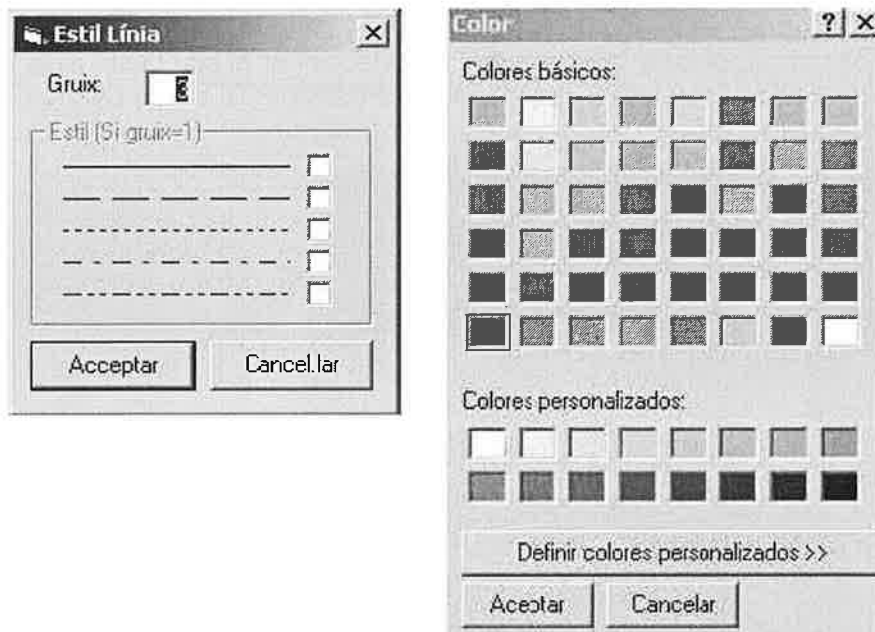 Estil Línia
Gruix:
Estil (Si gruix=1)
Acceptar
Cancel.lar
Color
Colores básicos:
Colores personalizados:
Definir colores personalizados >>
Aceptar
Cancelar